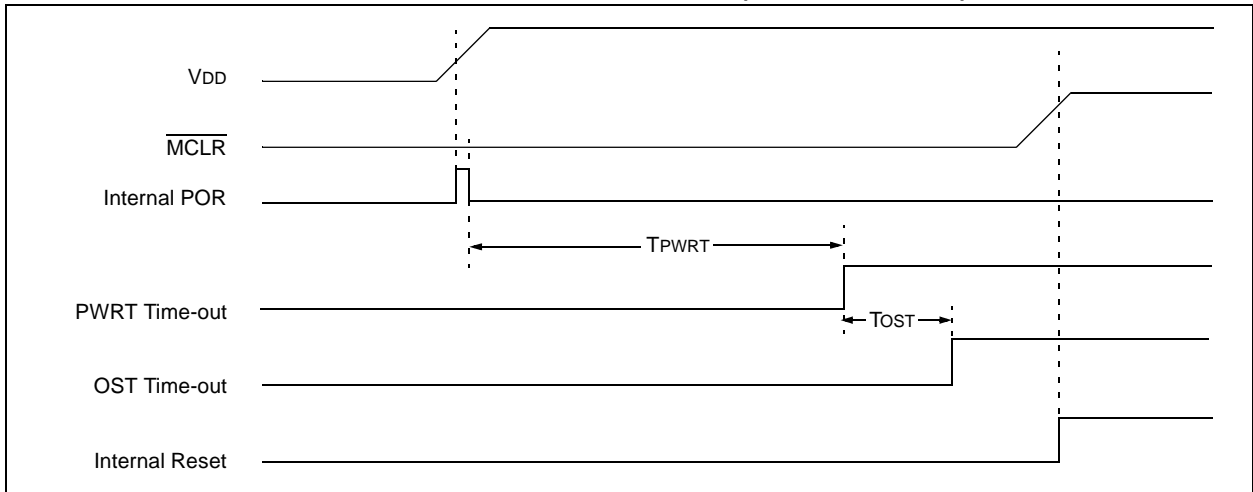 VDD
MCLR
Internal POR
TPWRT
PWRT Time-out
TOST
OST Time-out
Internal Reset